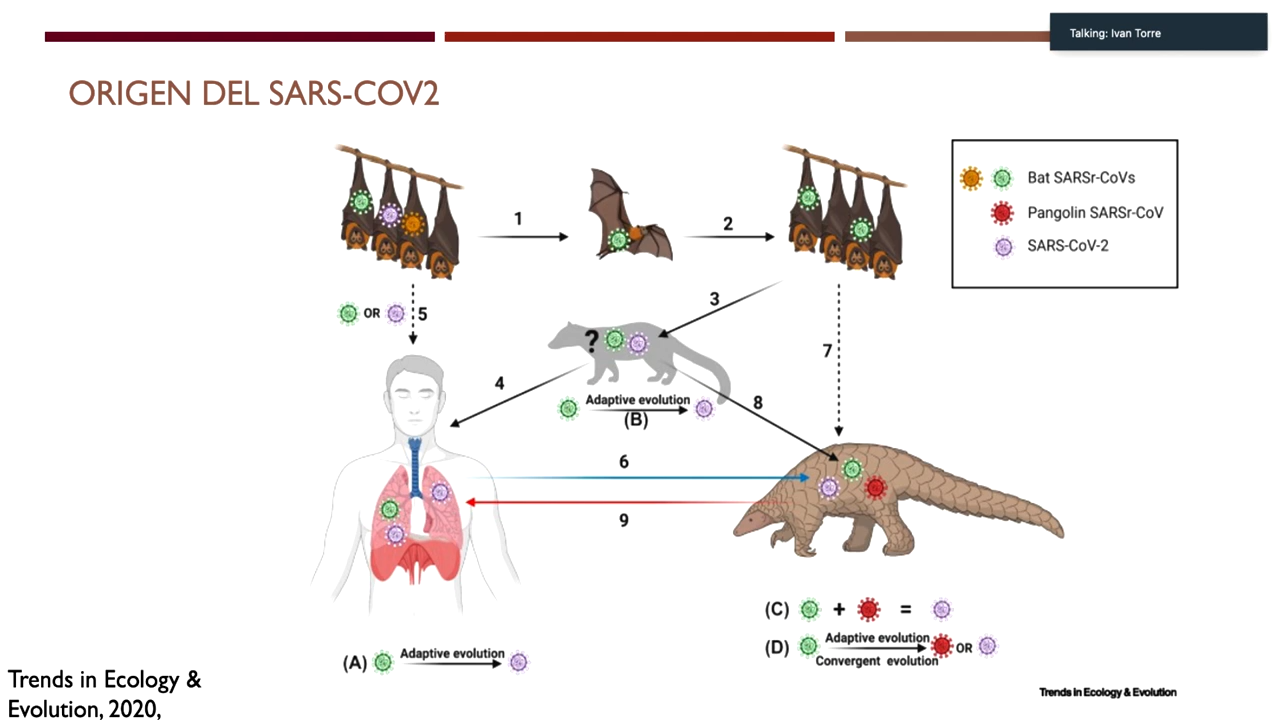 Talking: Ivan Torre
ORIGEN DEL SARS-COV2
Bat SARSr-CoVs
Pangolin SARSr-CoV
SARS-CoV-2
1
2
3
OR
5
?
7
4
Adaptive evolution
(B)
8
6
9
(C) + =
(D) Adaptive evolution OR
Convergent evolution
(A) Adaptive evolution
Trends in Ecology &
Evolution, 2020,
Trends in Ecology & Evolution